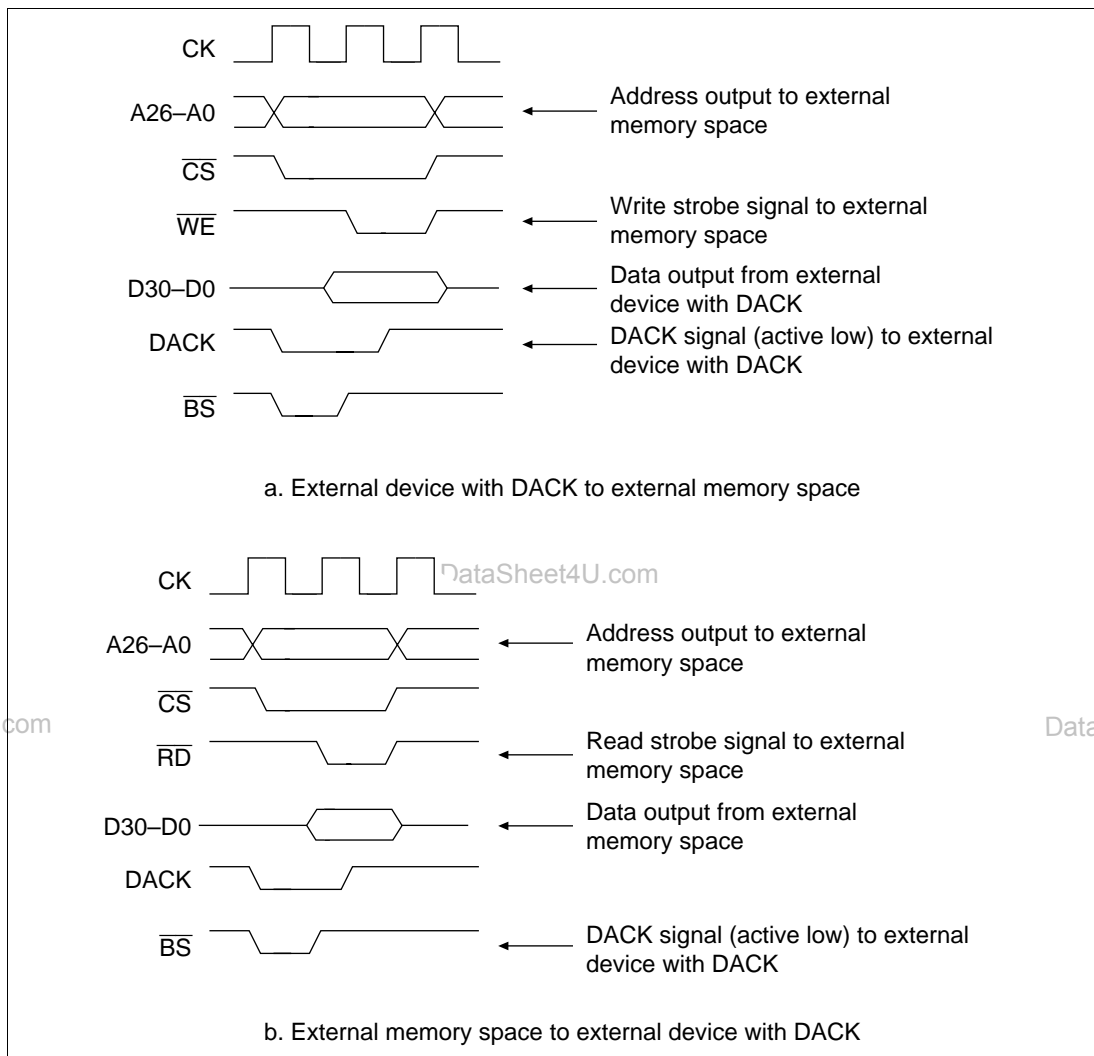 CK
A26–A0
Address output to external
memory space
CS
WE
Write strobe signal to external
memory space
D30–D0
Data output from external
device with DACK
DACK
DACK signal (active low) to external
device with DACK
BS
a. External device with DACK to external memory space
CK
DataSheet4U.com
A26–A0
Address output to external
memory space
CS
com
Data
RD
Read strobe signal to external
memory space
D30–D0
Data output from external
memory space
DACK
BS
DACK signal (active low) to external
device with DACK
b. External memory space to external device with DACK